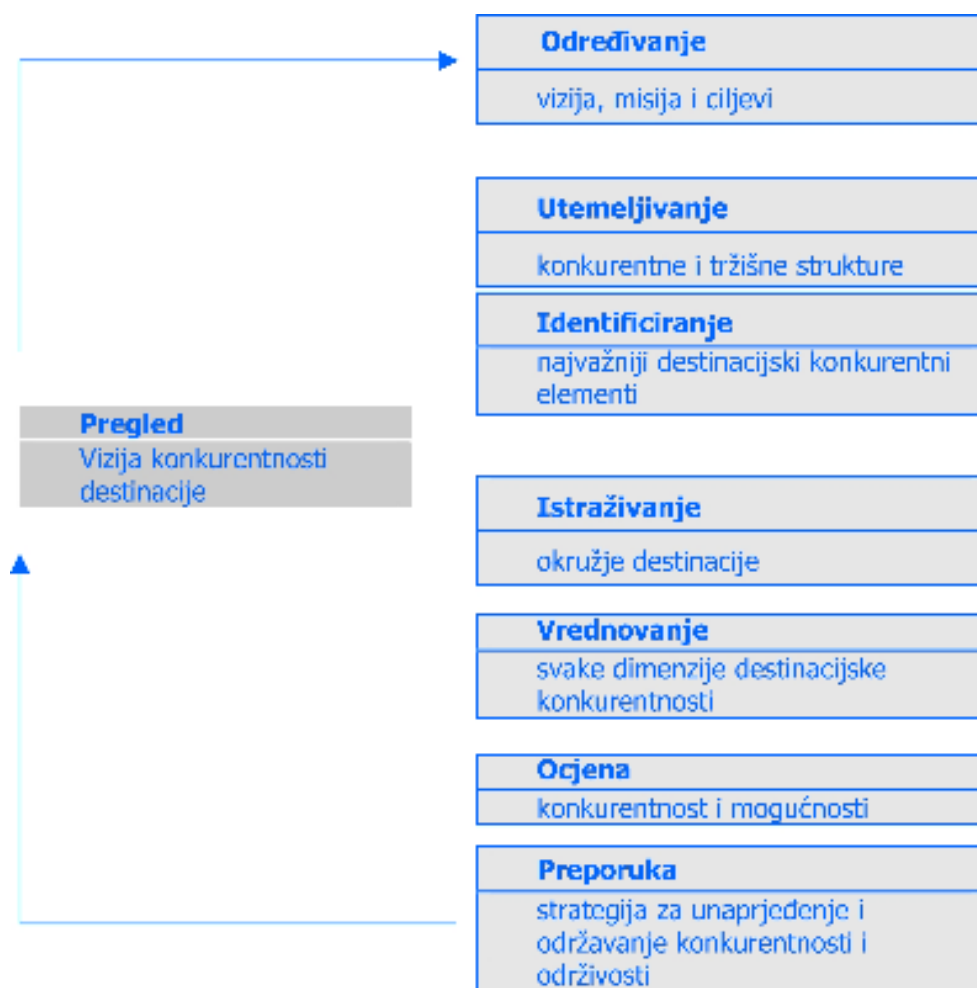 Određivanje
vizija, misija i ciljevi
Utemeljivanje
konkurentne i tržišne strukture
Identificiranje
najvažniji destinacijski konkurentni
elementi
Pregled
Vizija konkurentnosti
destinacije
Istraživanje
okružje destinacije
Vrednovanje
svake dimenzije destinacijske
konkurentnosti
Ocjena
konkurentnost i mogućnosti
Preporuka
strategija za unaprjeđenje i
održavanje konkurentnosti i
održivosti